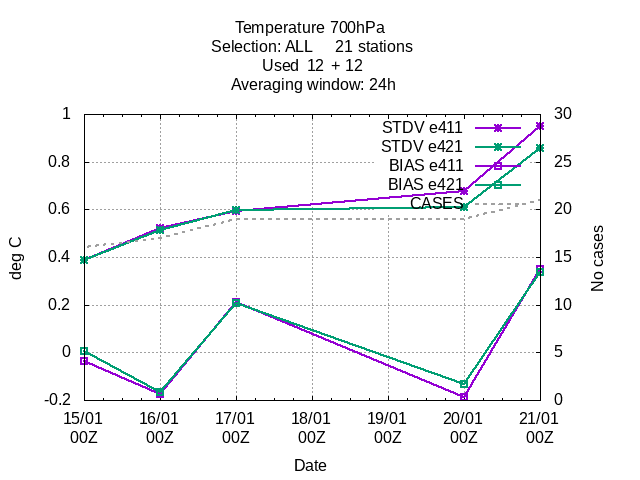 Temperature 700hPa
Selection: ALL 21 stations
Used 12 + 12
Averaging window: 24h
1
0.8
0.6
0.4
0.2
0
-0.2
deg C
30
25
20
15
10
5
0
No cases
STDV e411
STDV e421
BIAS e411
BIAS e421
CASES
15/01 16/01 17/01 18/01 19/01 20/01 21/01
00Z 00Z 00Z 00Z 00Z 00Z 00Z
Date